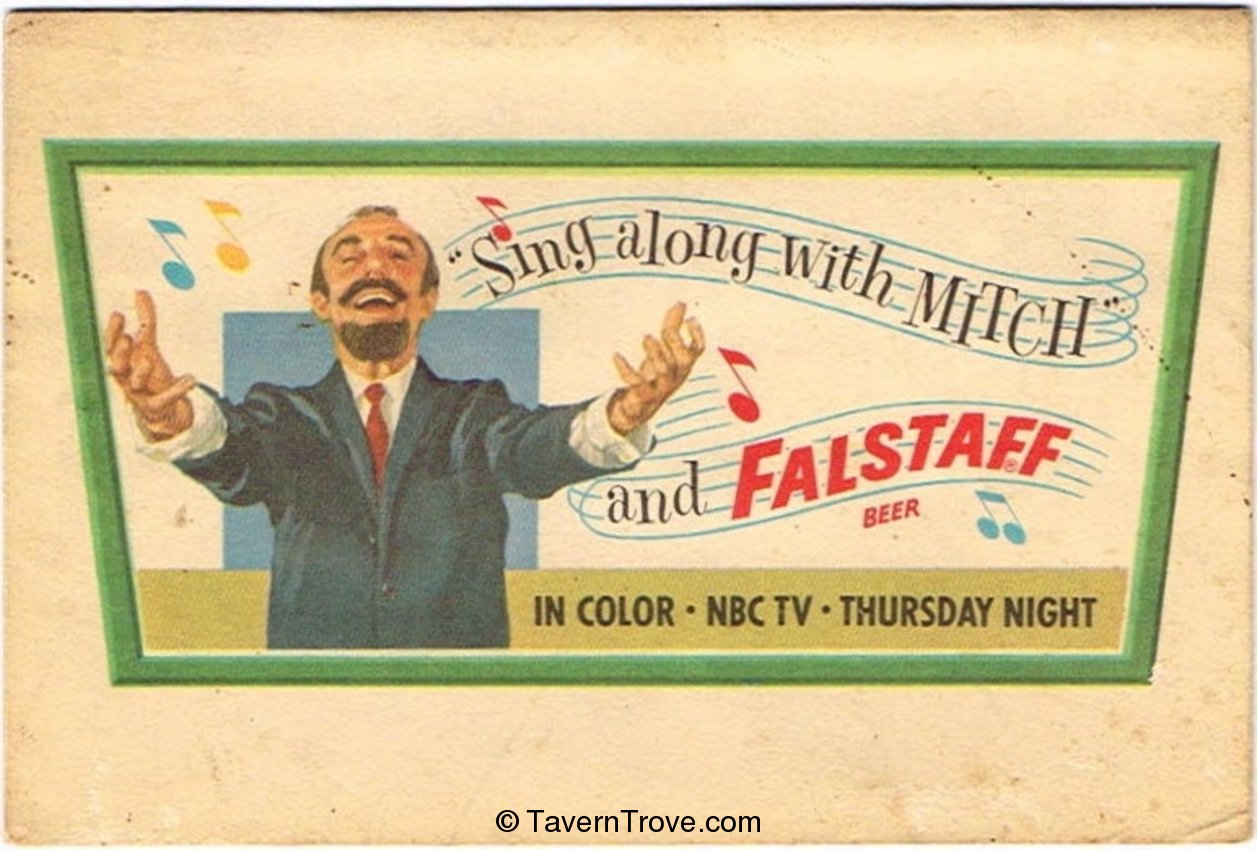 "Sing along with MITCH"
and FALSTAFF®
BEER
IN COLOR • NBC TV • THURSDAY NIGHT
© TavernTrove.com